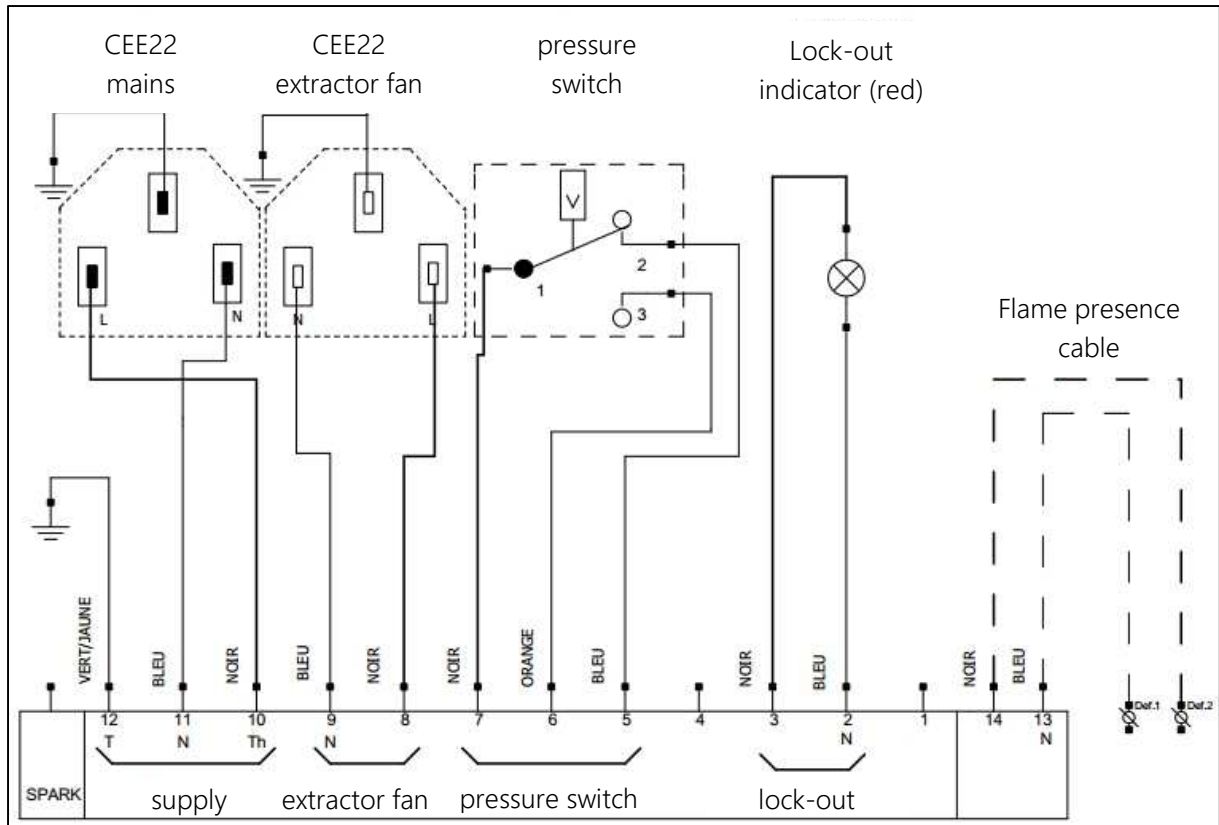 CEE22
mains
CEE22
extractor fan
pressure
switch
Lock-out
indicator (red)
V
1
2
3
L
N
N
L
Flame presence
cable
VERT/JAUNE
BLEU
NOIR
BLEU
NOIR
NOIR
ORANGE
BLEU
NOIR
BLEU
NOIR
BLEU
Def.1
Def.2
12 11 10 9 8 7 6 5 4 3 2 1 14 13
T N Th N N N
SPARK
supply
extractor fan
pressure switch
lock-out